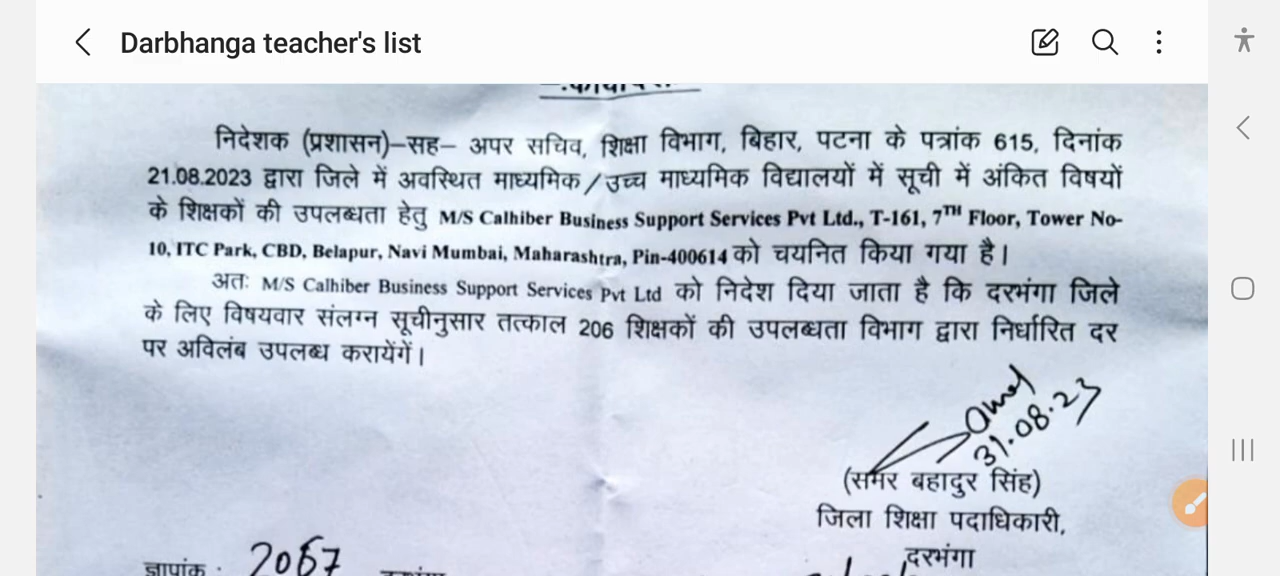 Darbhanga teacher's list
निदेशक (प्रशासन)–सह– अपर सचिव, शिक्षा विभाग, बिहार, पटना के पत्रांक 615, दिनांक
21.08.2023 द्वारा जिले में अवस्थित माध्यमिक/उच्च माध्यमिक विद्यालयों में सूची में अंकित विषयों
के शिक्षकों की उपलब्धता हेतु M/S Calhiber Business Support Services Pvt Ltd., T-161, 7TH Floor, Tower No-
10, ITC Park, CBD, Belapur, Navi Mumbai, Maharashtra, Pin-400614 को चयनित किया गया है।
अतः M/S Calhiber Business Support Services Pvt Ltd को निदेश दिया जाता है कि दरभंगा जिले
के लिए विषयवार संलग्न सूचीनुसार तत्काल 206 शिक्षकों की उपलब्धता विभाग द्वारा निर्धारित दर
पर अविलंब उपलब्ध करायेंगें।
31.08.23
(समर बहादुर सिंह)
जिला शिक्षा पदाधिकारी,
दरभंगा
ज्ञापांक . 2067